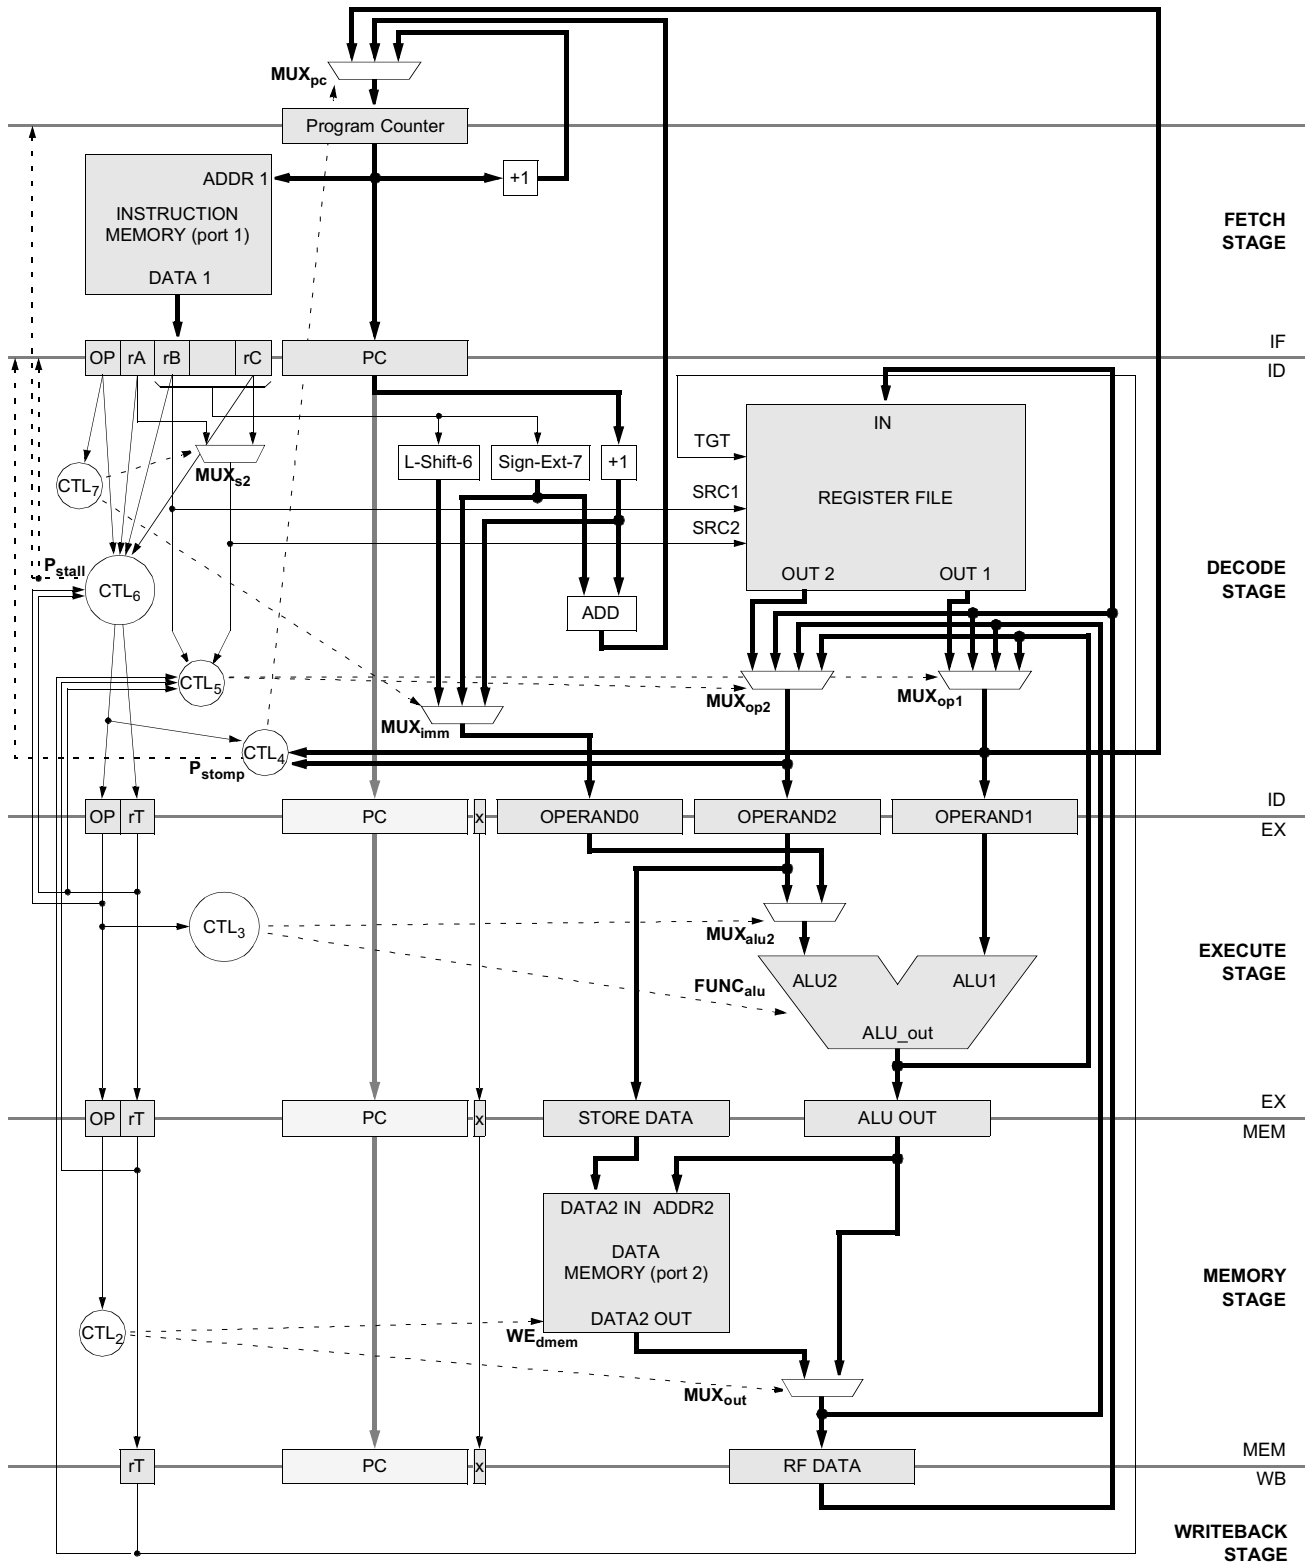 MUXpc
Program Counter
ADDR 1
+1
INSTRUCTION
MEMORY (port 1)
DATA 1
FETCH
STAGE
OP rA rB rC
PC
IF
ID
IN
TGT
L-Shift-6
Sign-Ext-7
+1
MUXs2
CTL7
SRC1
REGISTER FILE
SRC2
Pstall
CTL6
OUT 2
OUT 1
DECODE
STAGE
ADD
CTL5
MUXop2
MUXop1
MUXimm
CTL4
Pstomp
OP rT
PC
x
OPERAND0
OPERAND2
OPERAND1
ID
EX
CTL3
MUXalu2
EXECUTE
STAGE
FUNCalu
ALU2
ALU1
ALU_out
OP rT
PC
x
STORE DATA
ALU OUT
EX
MEM
DATA2 IN ADDR2
DATA
MEMORY (port 2)
DATA2 OUT
MEMORY
STAGE
CTL2
WEdmem
MUXout
rT
PC
x
RF DATA
MEM
WB
WRITEBACK
STAGE